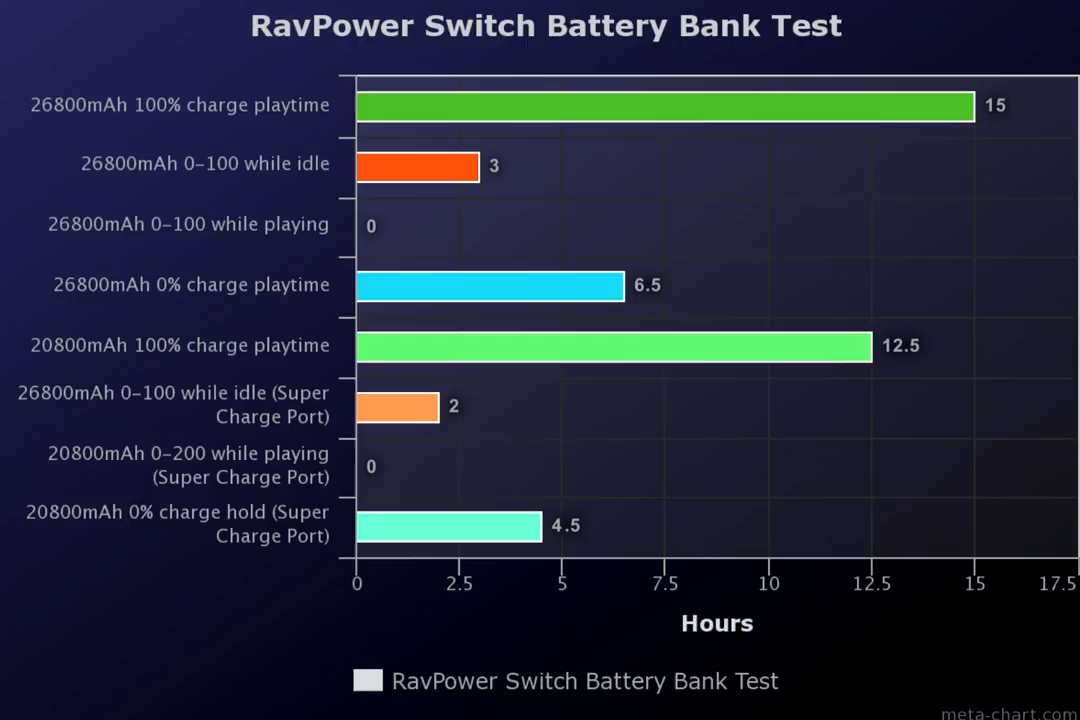 RavPower Switch Battery Bank Test
26800mAh 100% charge playtime
15
26800mAh 0-100 while idle
3
26800mAh 0-100 while playing
0
26800mAh 0% charge playtime
6.5
20800mAh 100% charge playtime
12.5
26800mAh 0-100 while idle (Super
Charge Port)
2
20800mAh 0-200 while playing
(Super Charge Port)
0
20800mAh 0% charge hold (Super
Charge Port)
4.5
0 2.5 5 7.5 10 12.5 15 17.5
Hours
RavPower Switch Battery Bank Test
meta-chart.com